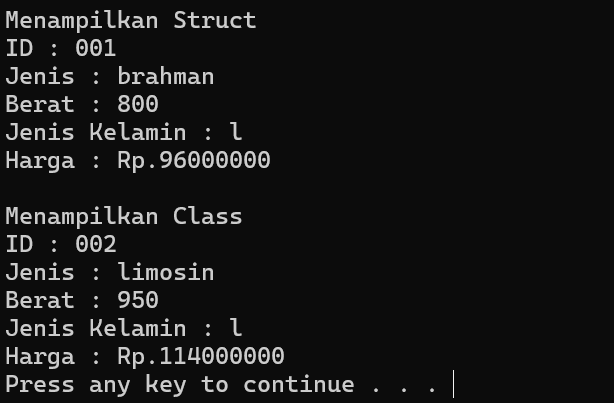 Menampilkan Struct
ID : 001
Jenis : brahman
Berat : 800
Jenis Kelamin : l
Harga : Rp.96000000

Menampilkan Class
ID : 002
Jenis : limosin
Berat : 950
Jenis Kelamin : l
Harga : Rp.114000000
Press any key to continue . . .